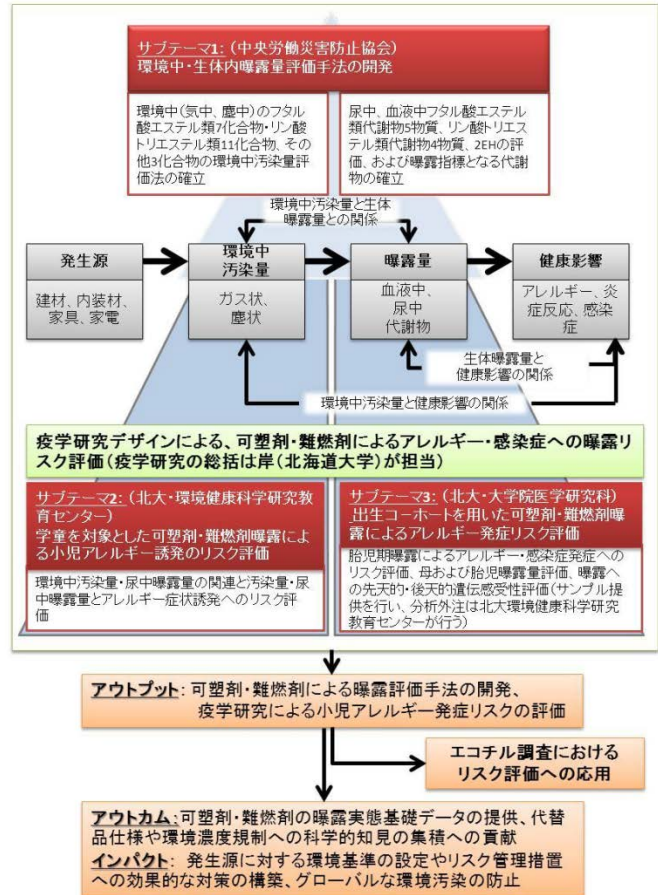 サブテーマ1:(中央労働災害防止協会)
環境中・生体内曝露量評価手法の開発
環境中(気中、塵中)のフタル
酸エステル類7化合物・リン酸
トリエステル類11化合物、その
他3化合物の環境中汚染量評
価法の確立
尿中、血液中フタル酸エステル
類代謝物5物質、リン酸トリエス
テル類代謝物4物質、2EHの評
価、および曝露指標となる代謝
物の確立
環境中汚染量と生体
曝露量との関係
発生源
建材、内装材、
家具、家電
環境中
汚染量
ガス状、
塵状
曝露量
血液中、
尿中
代謝物
健康影響
アレルギー、炎
症反応、感染
症
生体曝露量と
健康影響の関係
環境中汚染量と健康影響の関係
疫学研究デザインによる、可塑剤・難燃剤によるアレルギー・感染症への曝露リ
スク評価(疫学研究の総括は岸(北海道大学)が担当)
サブテーマ2:(北大・環境健康科学研究教
育センター)
学童を対象とした可塑剤・難燃剤曝露によ
る小児アレルギー誘発のリスク評価
環境中汚染量・尿中曝露量の関連と汚染量・尿
中曝露量とアレルギー症状誘発へのリスク評
価
サブテーマ3:(北大・大学院医学研究科)
出生コーホートを用いた可塑剤・難燃剤曝
露によるアレルギー発症リスク評価
胎児期曝露によるアレルギー・感染症発症への
リスク評価、母および胎児曝露量評価、曝露への
先天的・後天的遺伝感受性評価(サンプル提
供を行い、分析外注は北大環境健康科学研究
教育センターが行う)
アウトプット:可塑剤・難燃剤による曝露評価手法の開発、
疫学研究による小児アレルギー発症リスクの評価
エコチル調査における
リスク評価への応用
アウトカム:可塑剤・難燃剤の曝露実態基礎データの提供、代替
品仕様や環境濃度規制への科学的知見の集積への貢献
インパクト: 発生源に対する環境基準の設定やリスク管理措置
への効果的な対策の構築、グローバルな環境汚染の防止